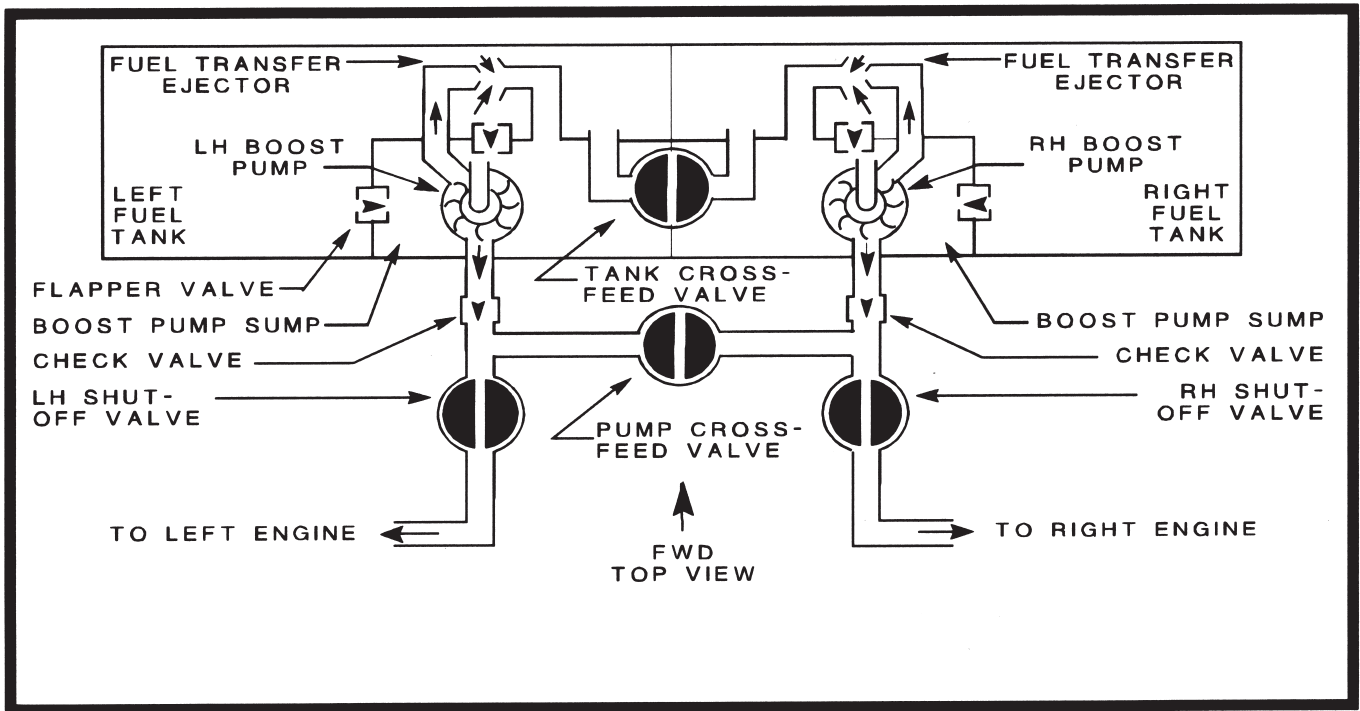 FUEL TRANSFER
EJECTOR
FUEL TRANSFER
EJECTOR
LH BOOST
PUMP
RH BOOST
PUMP
LEFT
FUEL
TANK
RIGHT
FUEL
TANK
TANK CROSS-
FEED VALVE
FLAPPER VALVE
BOOST PUMP SUMP
BOOST PUMP SUMP
CHECK VALVE
CHECK VALVE
LH SHUT-
OFF VALVE
RH SHUT-
OFF VALVE
PUMP CROSS-
FEED VALVE
TO LEFT ENGINE
TO RIGHT ENGINE
FWD
TOP VIEW